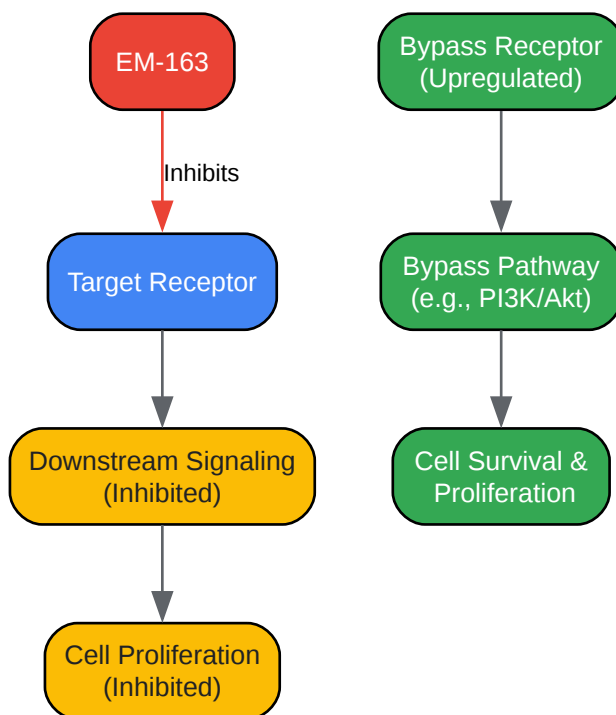 EM-163
Inhibits
Target Receptor
Downstream Signaling
(Inhibited)
Cell Proliferation
(Inhibited)
Bypass Receptor
(Upregulated)
Bypass Pathway
(e.g., PI3K/Akt)
Cell Survival &
Proliferation